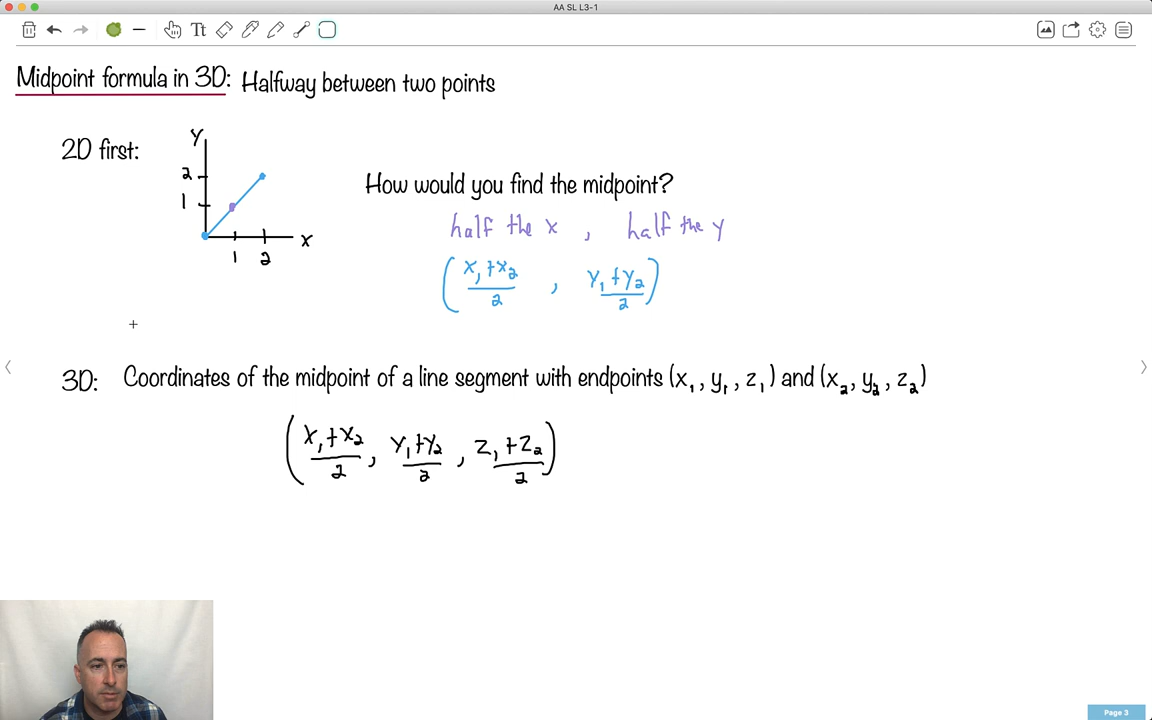 AA SL L3-1
Tt
Midpoint formula in 3D: Halfway between two points
2D first:
Y
2
1
1 2
X
How would you find the midpoint?
half the x , half the y
(x₁+x₂/2 , y₁+y₂/2)
3D: Coordinates of the midpoint of a line segment with endpoints (x₁, y₁, z₁) and (x₂, y₂, z₂)
(x₁+x₂/2, y₁+y₂/2, z₁+z₂/2)
Page 3